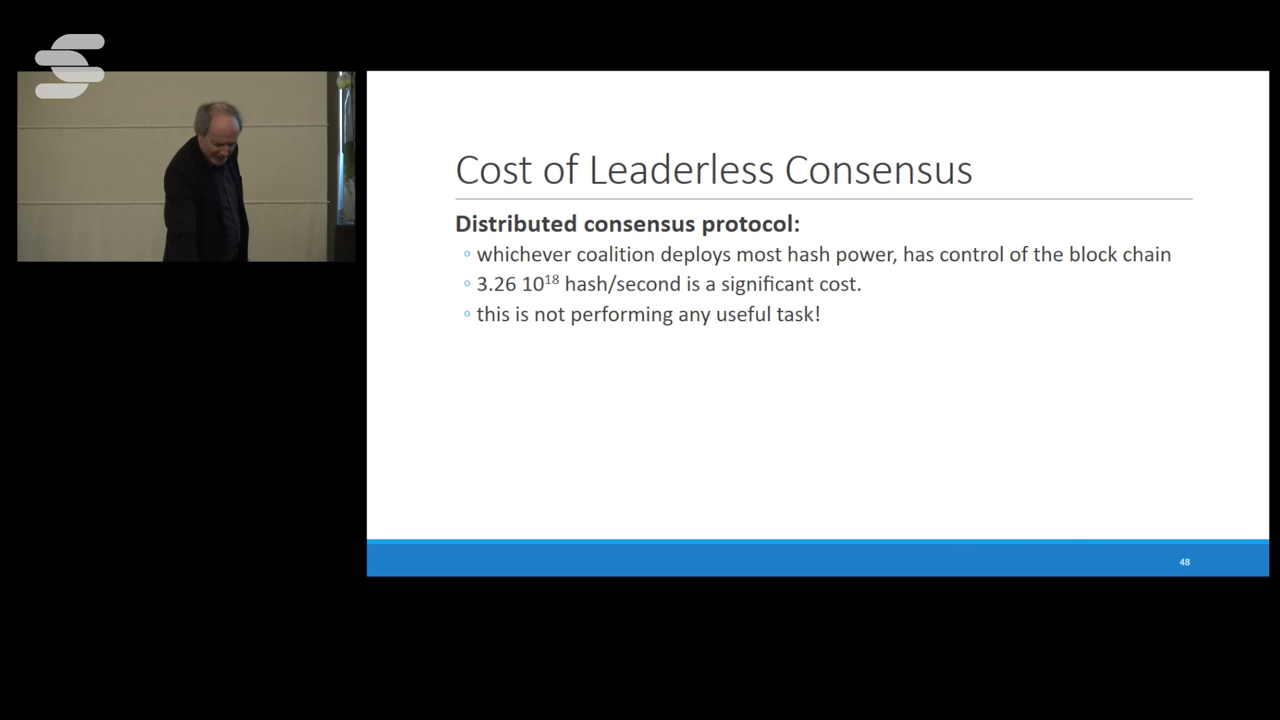 Cost of Leaderless Consensus
Distributed consensus protocol:
◦ whichever coalition deploys most hash power, has control of the block chain
◦ 3.26 10¹⁸ hash/second is a significant cost.
◦ this is not performing any useful task!
48